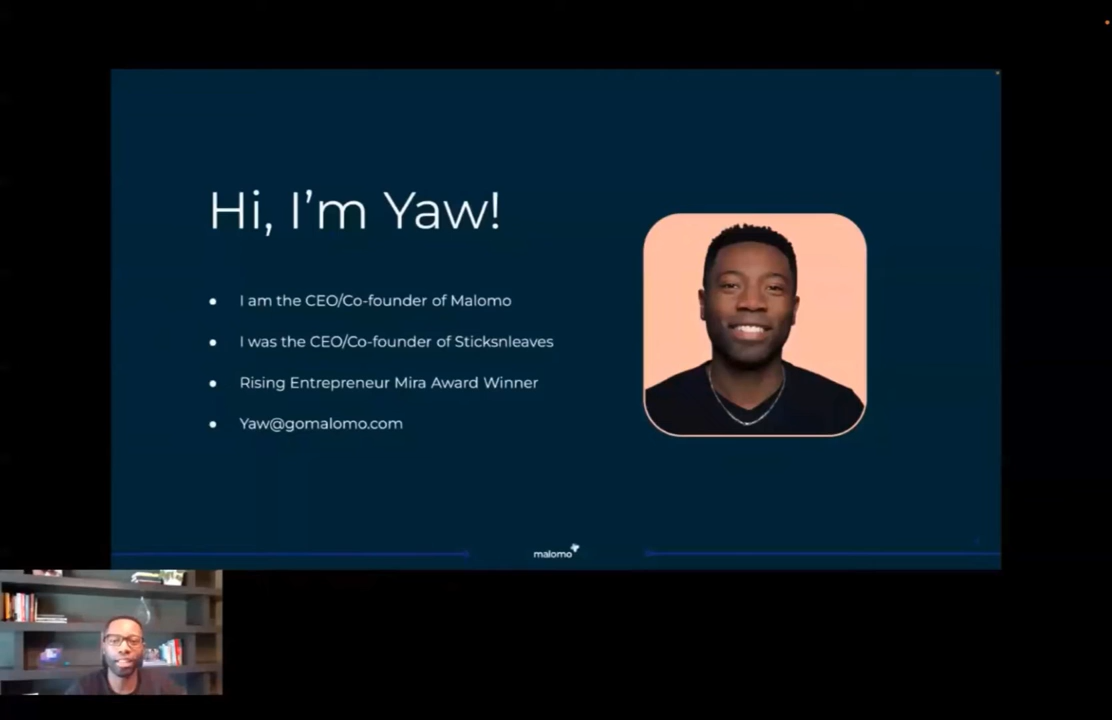 Hi, I’m Yaw!
● I am the CEO/Co-founder of Malomo
● I was the CEO/Co-founder of Sticksnleaves
● Rising Entrepreneur Mira Award Winner
● Yaw@gomalomo.com
malomo